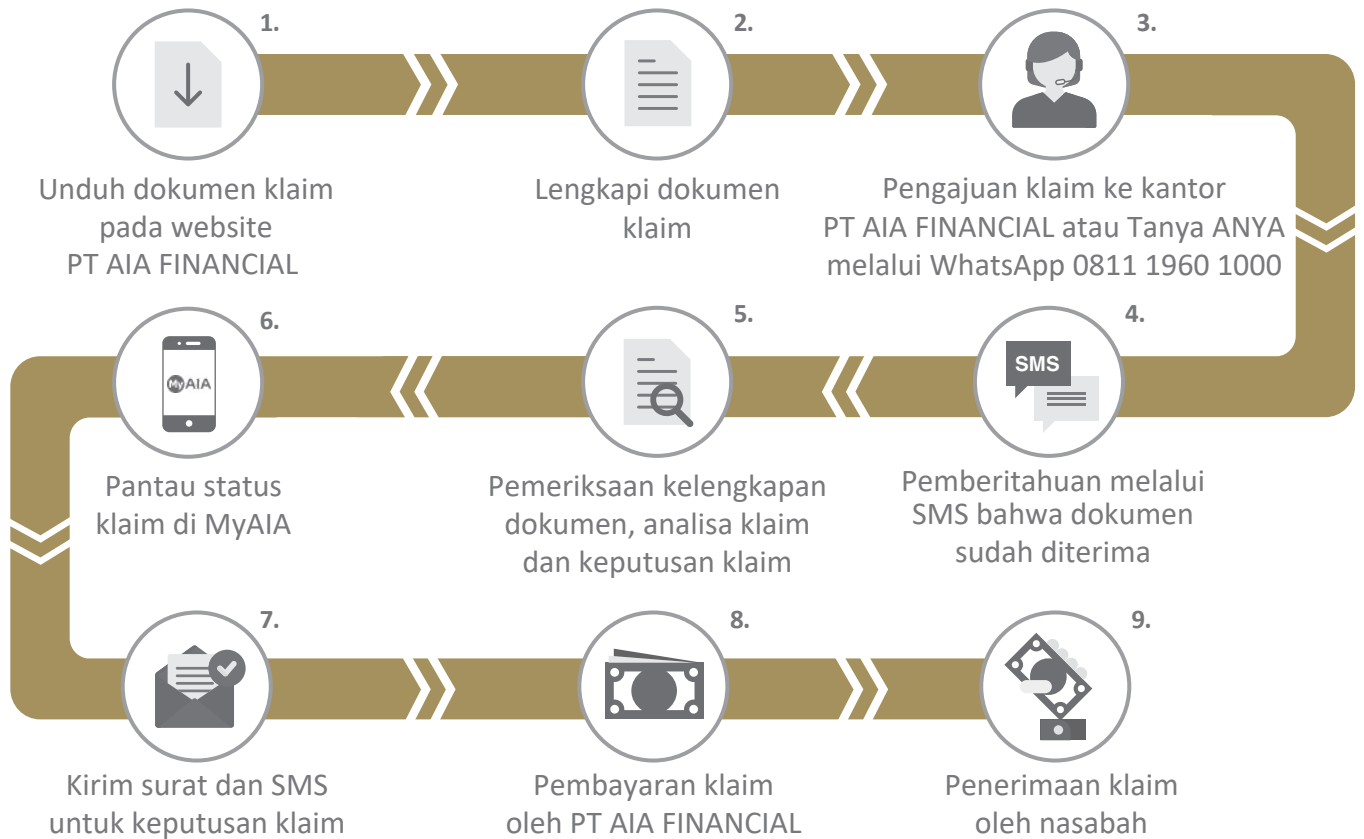 1.
Unduh dokumen klaim
pada website
PT AIA FINANCIAL
2.
Lengkapi dokumen
klaim
3.
Pengajuan klaim ke kantor
PT AIA FINANCIAL atau Tanya ANYA
melalui WhatsApp 0811 1960 1000
4.
SMS
Pemberitahuan melalui
SMS bahwa dokumen
sudah diterima
5.
Pemeriksaan kelengkapan
dokumen, analisa klaim
dan keputusan klaim
6.
MyAIA
Pantau status
klaim di MyAIA
7.
Kirim surat dan SMS
untuk keputusan klaim
8.
Pembayaran klaim
oleh PT AIA FINANCIAL
9.
Penerimaan klaim
oleh nasabah